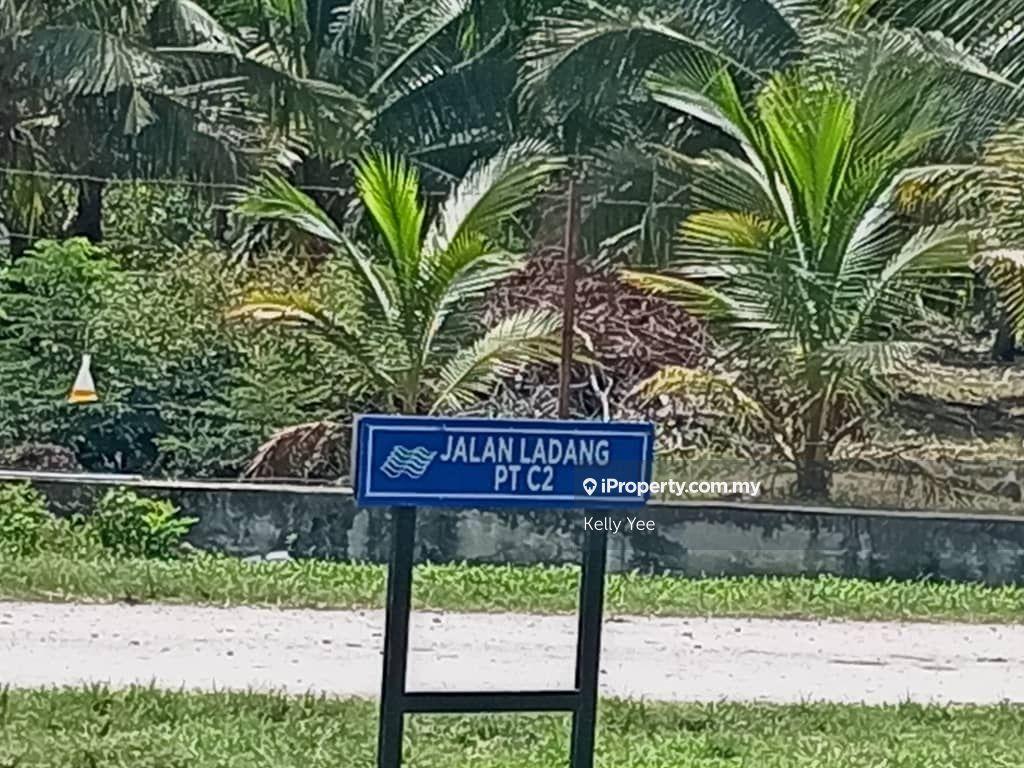 JALAN LADANG
PT C2
iProperty.com.my
Kelly Yee